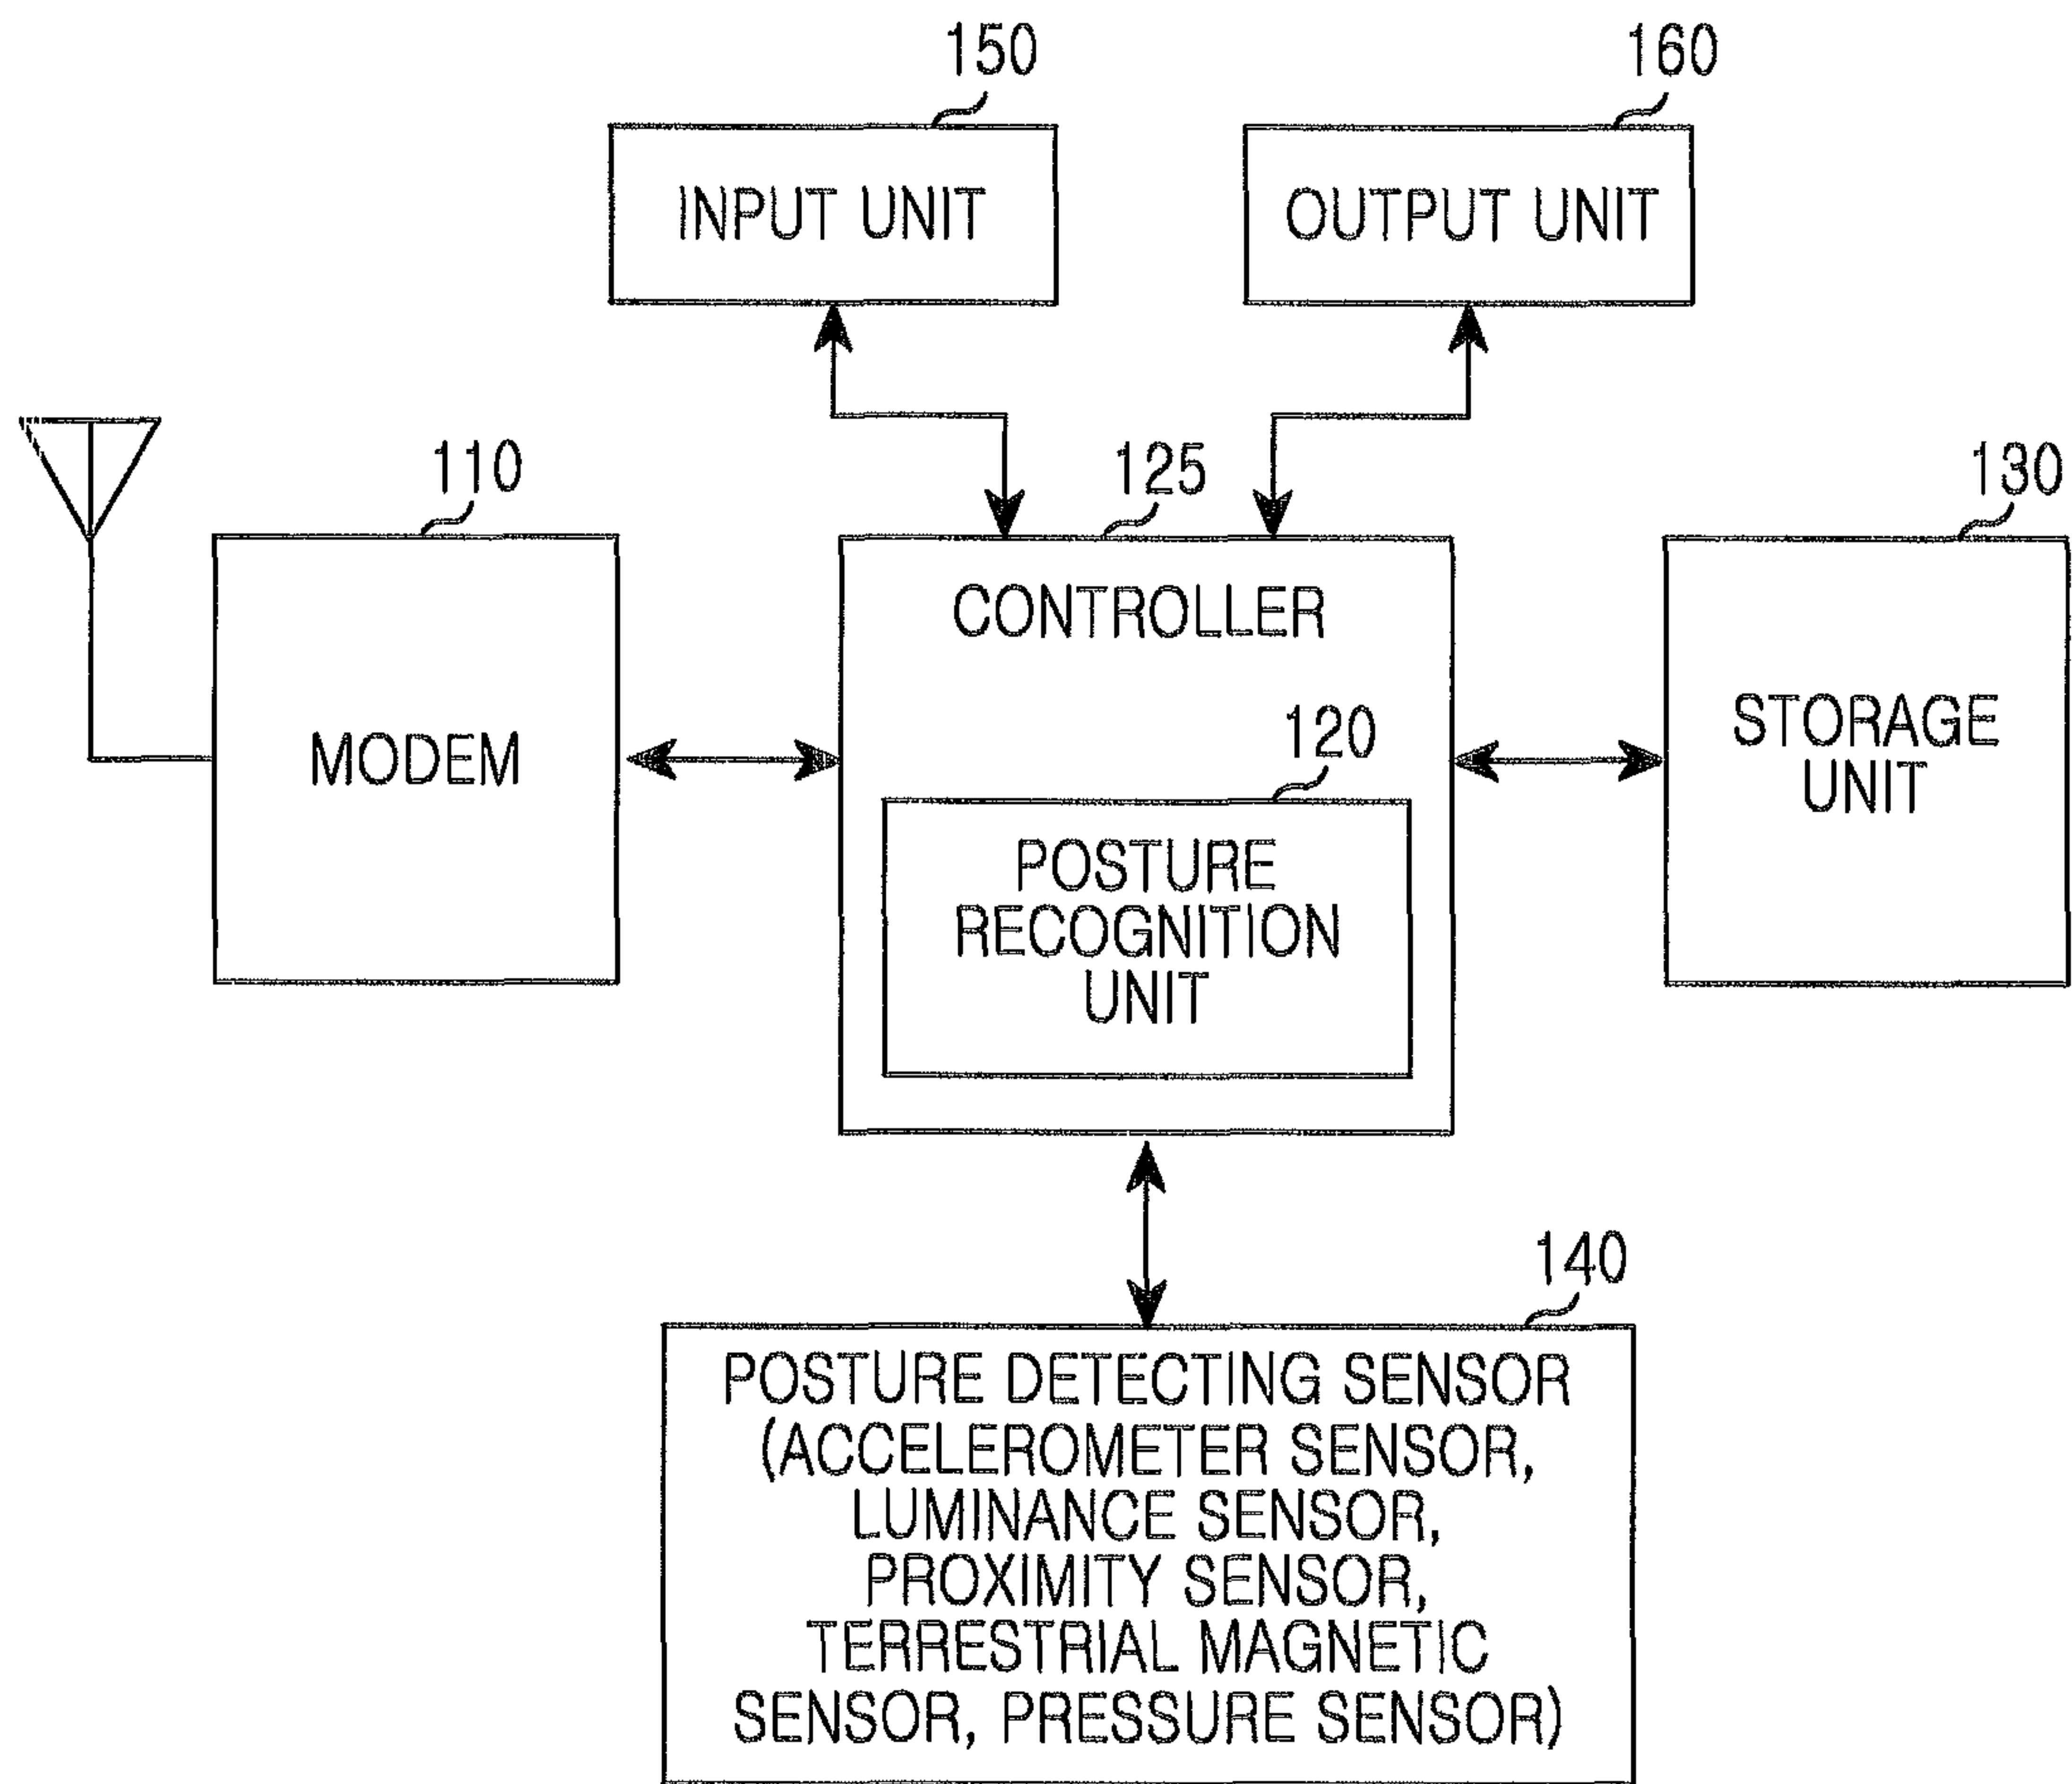 150
160
INPUT UNIT
OUTPUT UNIT
110
125
130
CONTROLLER
MODEM
STORAGE
UNIT
120
POSTURE
RECOGNITION
UNIT
140
POSTURE DETECTING SENSOR
(ACCELEROMETER SENSOR,
LUMINANCE SENSOR,
PROXIMITY SENSOR,
TERRESTRIAL MAGNETIC
SENSOR, PRESSURE SENSOR)